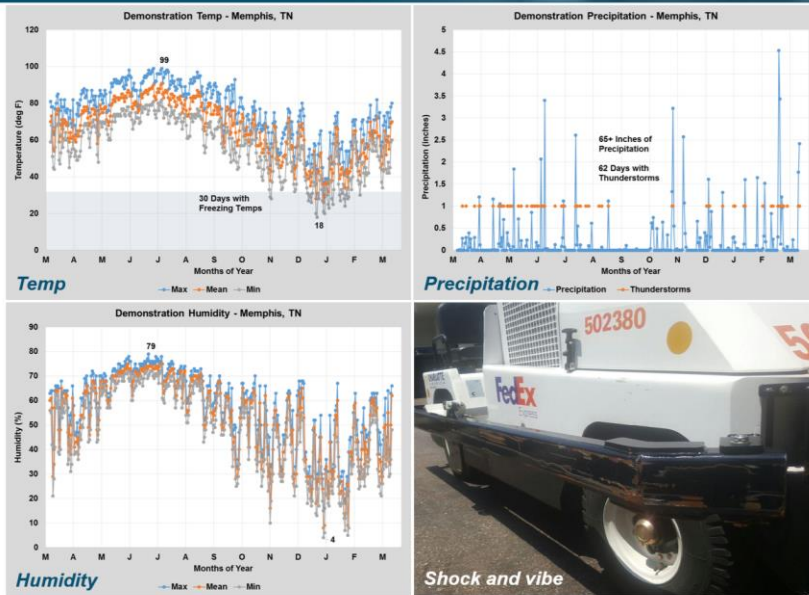 Demonstration Temp - Memphis, TN
120
100
80
60
40
20
0
Temperature (deg F)
99
30 Days with
Freezing Temps
18
M A M J J A S O N D J F M
Months of Year
Temp
Max Mean Min
Demonstration Precipitation - Memphis, TN
5
4.5
4
3.5
3
2.5
2
1.5
1
0.5
0
Precipitation (inches)
65+ Inches of
Precipitation
62 Days with
Thunderstorms
M A M J J A S O N D J F M
Months of Year
Precipitation
Precipitation Thunderstorms
Demonstration Humidity - Memphis, TN
90
80
70
60
50
40
30
20
10
0
Humidity (%)
79
4
M A M J J A S O N D J F M
Months of Year
Humidity
Max Mean Min
502380
FedEx
Express
Shock and vibe